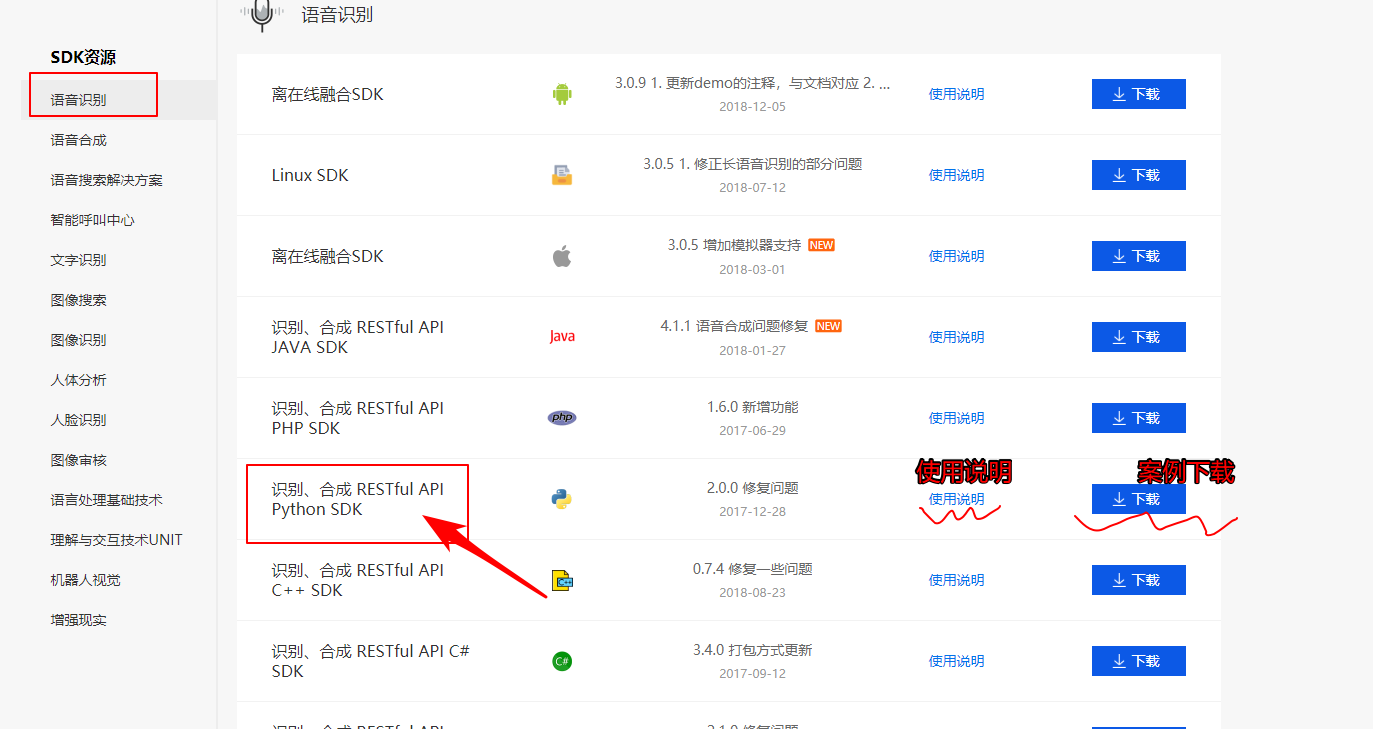 语音识别
SDK资源
语音识别
语音合成
语音搜索解决方案
智能呼叫中心
文字识别
图像搜索
图像识别
人体分析
人脸识别
图像审核
语言处理基础技术
理解与交互技术UNIT
机器人视觉
增强现实
离在线融合SDK
3.0.9 1. 更新demo的注释，与文档对应 2. ...
2018-12-05
使用说明
下载
Linux SDK
3.0.5 1. 修正长语音识别的部分问题
2018-07-12
使用说明
下载
离在线融合SDK
3.0.5 增加模拟器支持 NEW
2018-03-01
使用说明
下载
识别、合成 RESTful API
JAVA SDK
Java
4.1.1 语音合成问题修复 NEW
2018-01-27
使用说明
下载
识别、合成 RESTful API
PHP SDK
php
1.6.0 新增功能
2017-06-29
使用说明
下载
识别、合成 RESTful API
Python SDK
2.0.0 修复问题
2017-12-28
使用说明
使用说明
案例下载
下载
识别、合成 RESTful API
C++ SDK
C++
0.7.4 修复一些问题
2018-08-23
使用说明
下载
识别、合成 RESTful API C#
SDK
C#
3.4.0 打包方式更新
2017-09-12
使用说明
下载
识别、合成 RESTful API